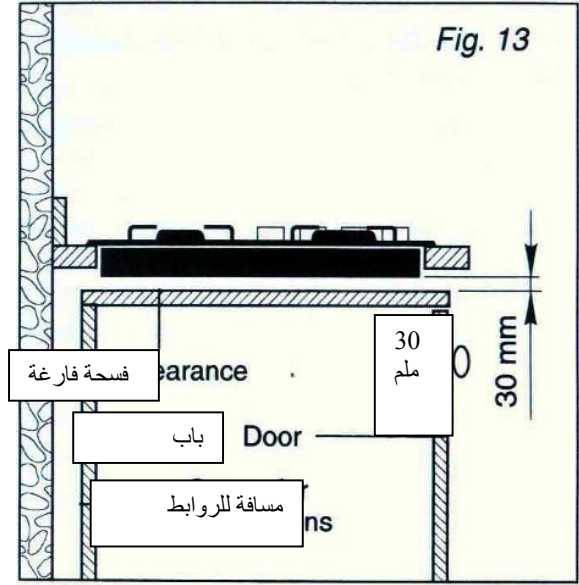 Fig. 13
30
ملم
30 mm
فسحة فارغة
earance
باب
Door
مسافة للروابط
ns